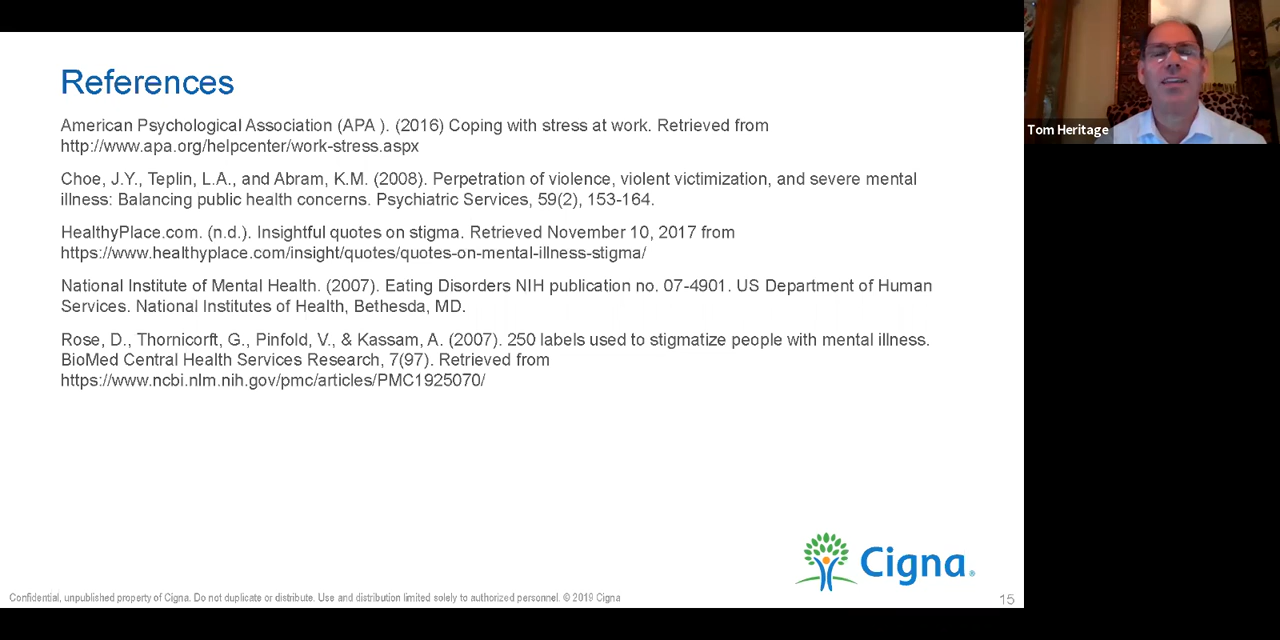 References
American Psychological Association (APA ). (2016) Coping with stress at work. Retrieved from
http://www.apa.org/helpcenter/work-stress.aspx
Choe, J.Y., Teplin, L.A., and Abram, K.M. (2008). Perpetration of violence, violent victimization, and severe mental
illness: Balancing public health concerns. Psychiatric Services, 59(2), 153-164.
HealthyPlace.com. (n.d.). Insightful quotes on stigma. Retrieved November 10, 2017 from
https://www.healthyplace.com/insight/quotes/quotes-on-mental-illness-stigma/
National Institute of Mental Health. (2007). Eating Disorders NIH publication no. 07-4901. US Department of Human
Services. National Institutes of Health, Bethesda, MD.
Rose, D., Thornicorft, G., Pinfold, V., & Kassam, A. (2007). 250 labels used to stigmatize people with mental illness.
BioMed Central Health Services Research, 7(97). Retrieved from
https://www.ncbi.nlm.nih.gov/pmc/articles/PMC1925070/
Cigna®
Confidential, unpublished property of Cigna. Do not duplicate or distribute. Use and distribution limited solely to authorized personnel. © 2019 Cigna
15
Tom Heritage